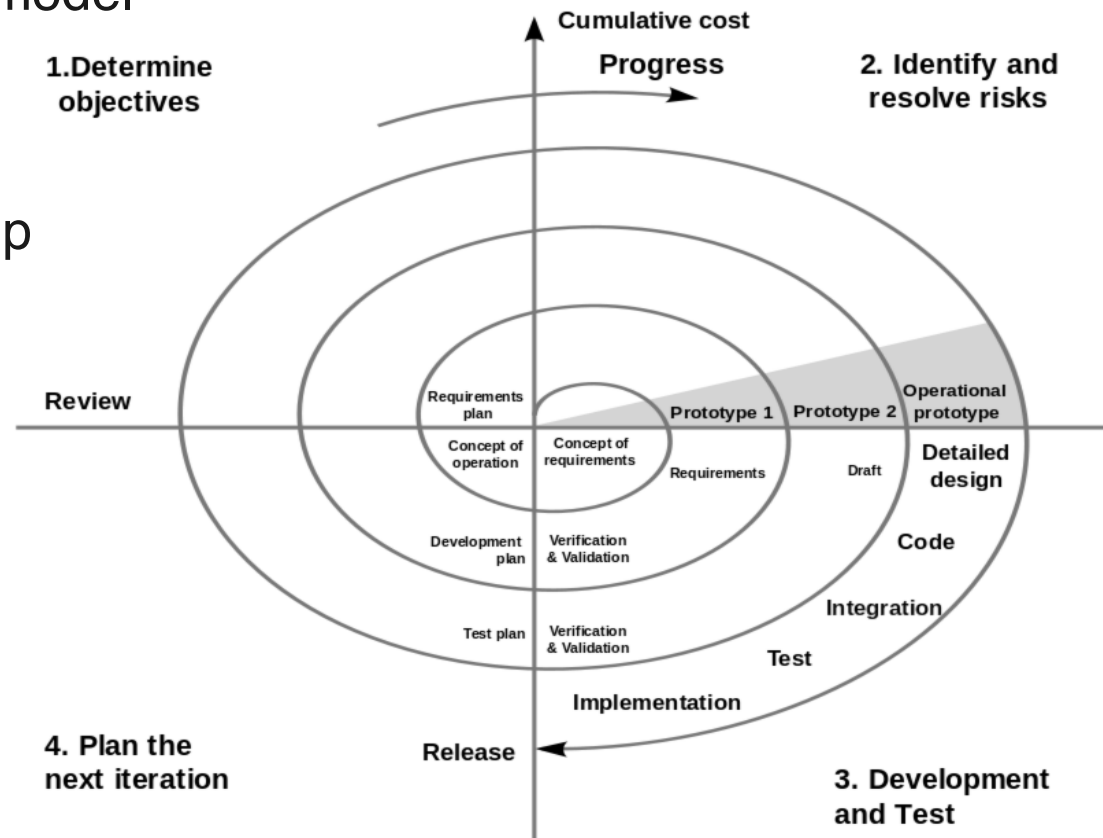 model
Cumulative cost
1.Determine
objectives
Progress
2. Identify and
resolve risks
p
Review
Requirements
plan
Prototype 1
Prototype 2
Operational
prototype
Concept of
operation
Concept of
requirements
Requirements
Draft
Detailed
design
Development
plan
Verification
& Validation
Code
Integration
Test plan
Verification
& Validation
Test
Implementation
4. Plan the
next iteration
Release
3. Development
and Test